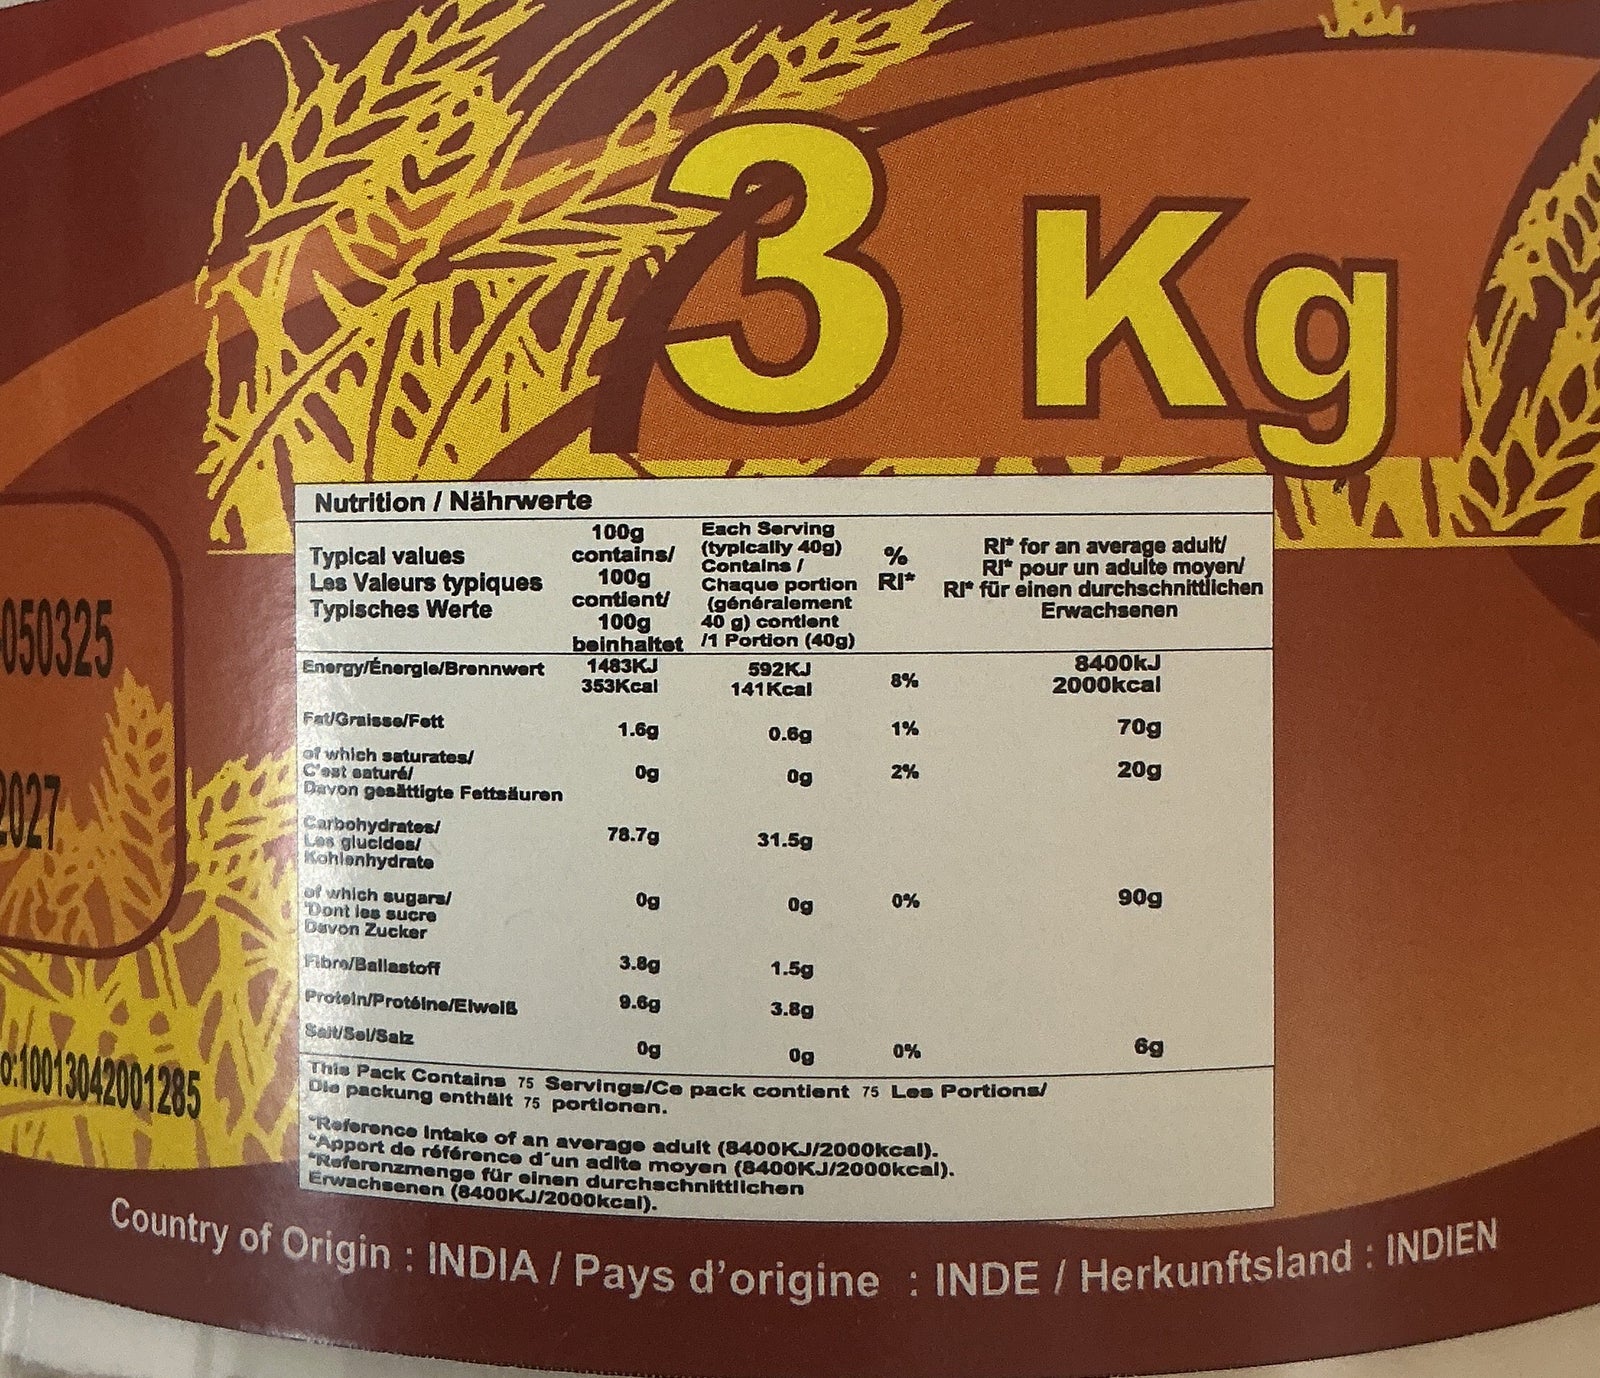 3 Kg
Nutrition / Nährwerte
Typical values
Les Valeurs typiques
Typisches Werte
100g
contains/
100g
contient/
100g
beinhaltet
Each Serving
(typically 40g)
Contains /
Chaque portion
(généralement
40 g) contient
/1 Portion (40g)
%
RI*
RI* for an average adult/
RI* pour un adulte moyen/
RI* für einen durchschnittlichen
Erwachsenen
Energy/Énergie/Brennwert 1483KJ 592KJ 8% 8400kJ
353Kcal 141Kcal 2000kcal
Fat/Graisse/Fett 1.6g 0.6g 1% 70g
of which saturates/
C'est saturé/ 0g 0g 2% 20g
Davon gesättigte Fettsäuren
Carbohydrates/
Les glucides/ 78.7g 31.5g
Kohlenhydrate
of which sugars/ 0g 0g 0% 90g
"Dont les sucre
Davon Zucker
Fibre/Ballastoff 3.8g 1.5g
Protein/Protéine/Eiweiß 9.6g 3.8g
Salt/Sel/Salz 0g 0g 0% 6g
This Pack Contains 75 Servings/Ce pack contient 75 Les Portions/
Die packung enthält 75 portionen.
*Reference Intake of an average adult (8400KJ/2000kcal).
*Apport de référence d´un adlte moyen (8400KJ/2000kcal).
*Referenzmenge für einen durchschnittlichen
Erwachsenen (8400KJ/2000kcal).
050325
2027
o:10013042001285
Country of Origin : INDIA / Pays d'origine : INDE / Herkunftsland : INDIEN